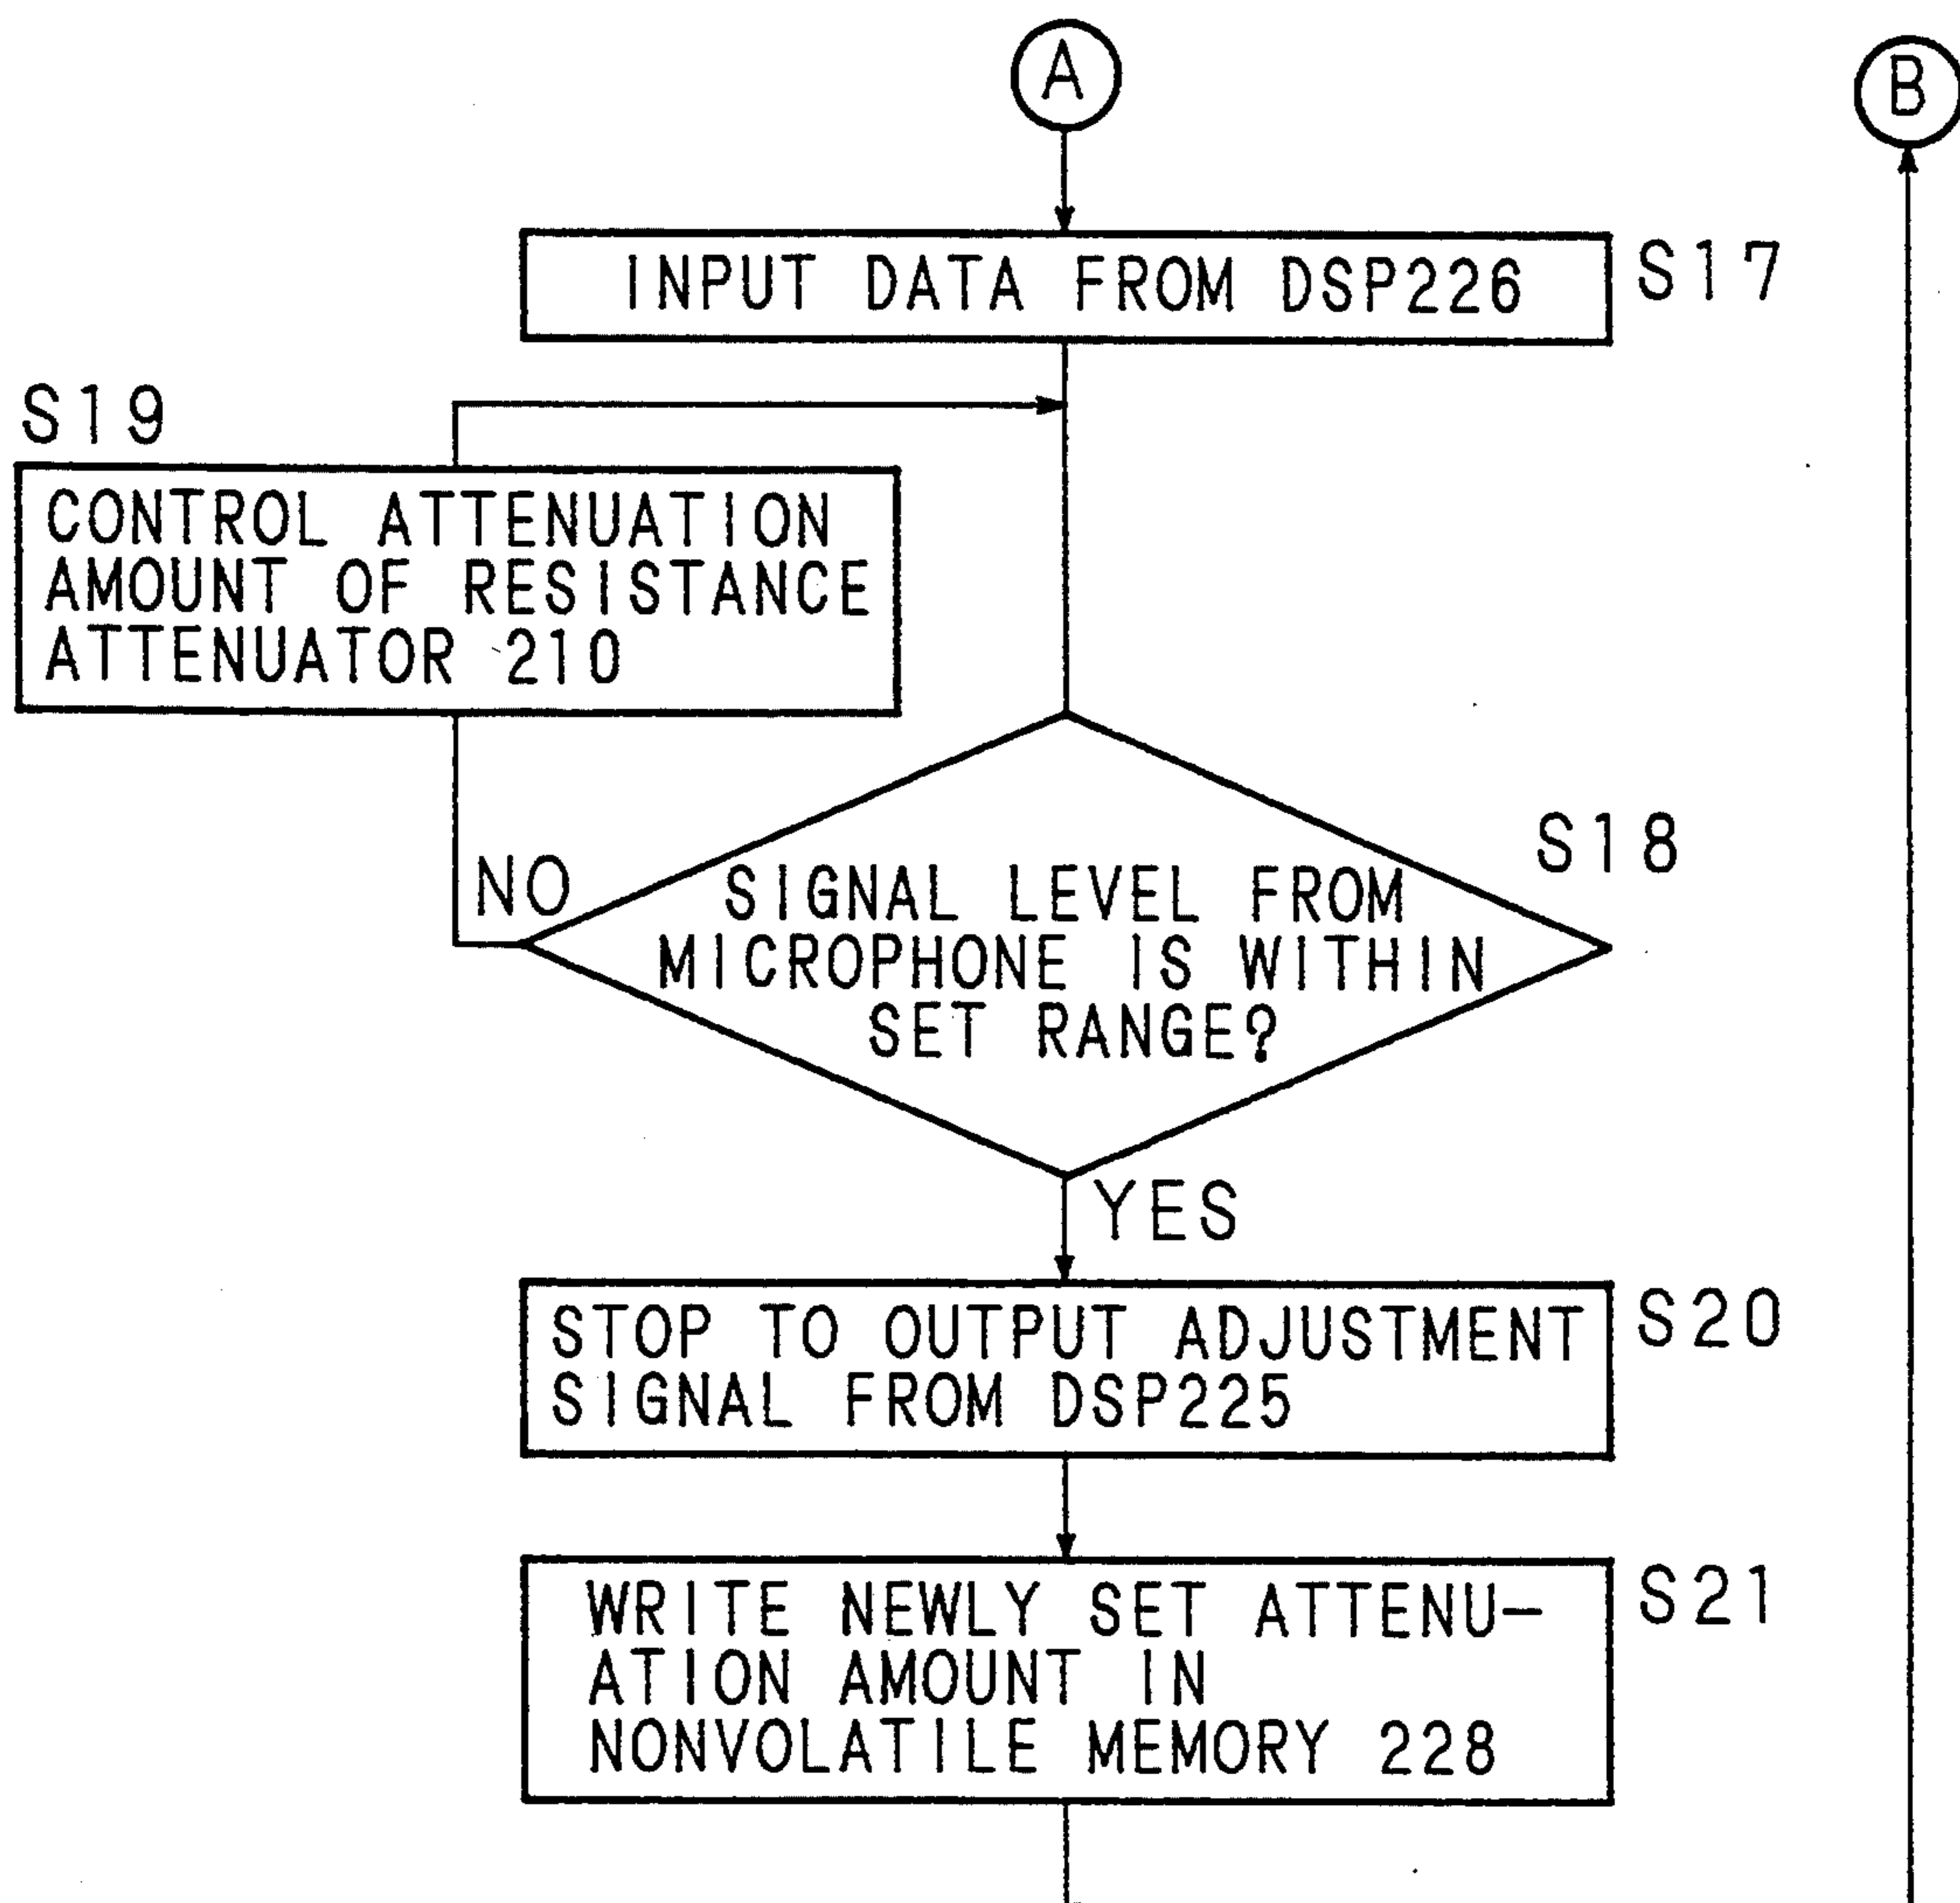 A
B
INPUT DATA FROM DSP226
S17
S19
CONTROL ATTENUATION
AMOUNT OF RESISTANCE
ATTENUATOR 210
NO
SIGNAL LEVEL FROM
MICROPHONE IS WITHIN
SET RANGE?
S18
YES
STOP TO OUTPUT ADJUSTMENT
SIGNAL FROM DSP225
S20
WRITE NEWLY SET ATTENU-
ATION AMOUNT IN
NONVOLATILE MEMORY 228
S21